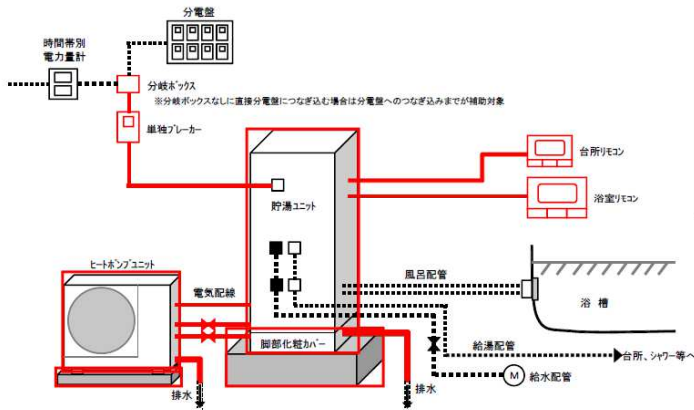 分電盤
時間帯別
電力量計
分岐ボックス
※分岐ボックスなしに直接分電盤につなぎ込む場合は分電盤へのつなぎ込みまでが補助対象
単独ブレーカー
台所リモコン
浴室リモコン
貯湯ユニット
ヒートポンプユニット
電気配線
風呂配管
浴 槽
脚部化粧カバー
給湯配管
台所、シャワー等へ
M
給水配管
排水
排水